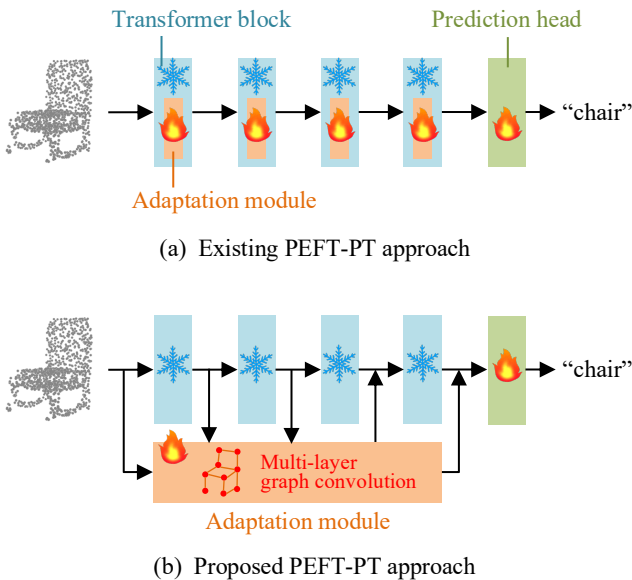 Transformer block
Prediction head
“chair”
Adaptation module
(a) Existing PEFT-PT approach
“chair”
Multi-layer
graph convolution
Adaptation module
(b) Proposed PEFT-PT approach